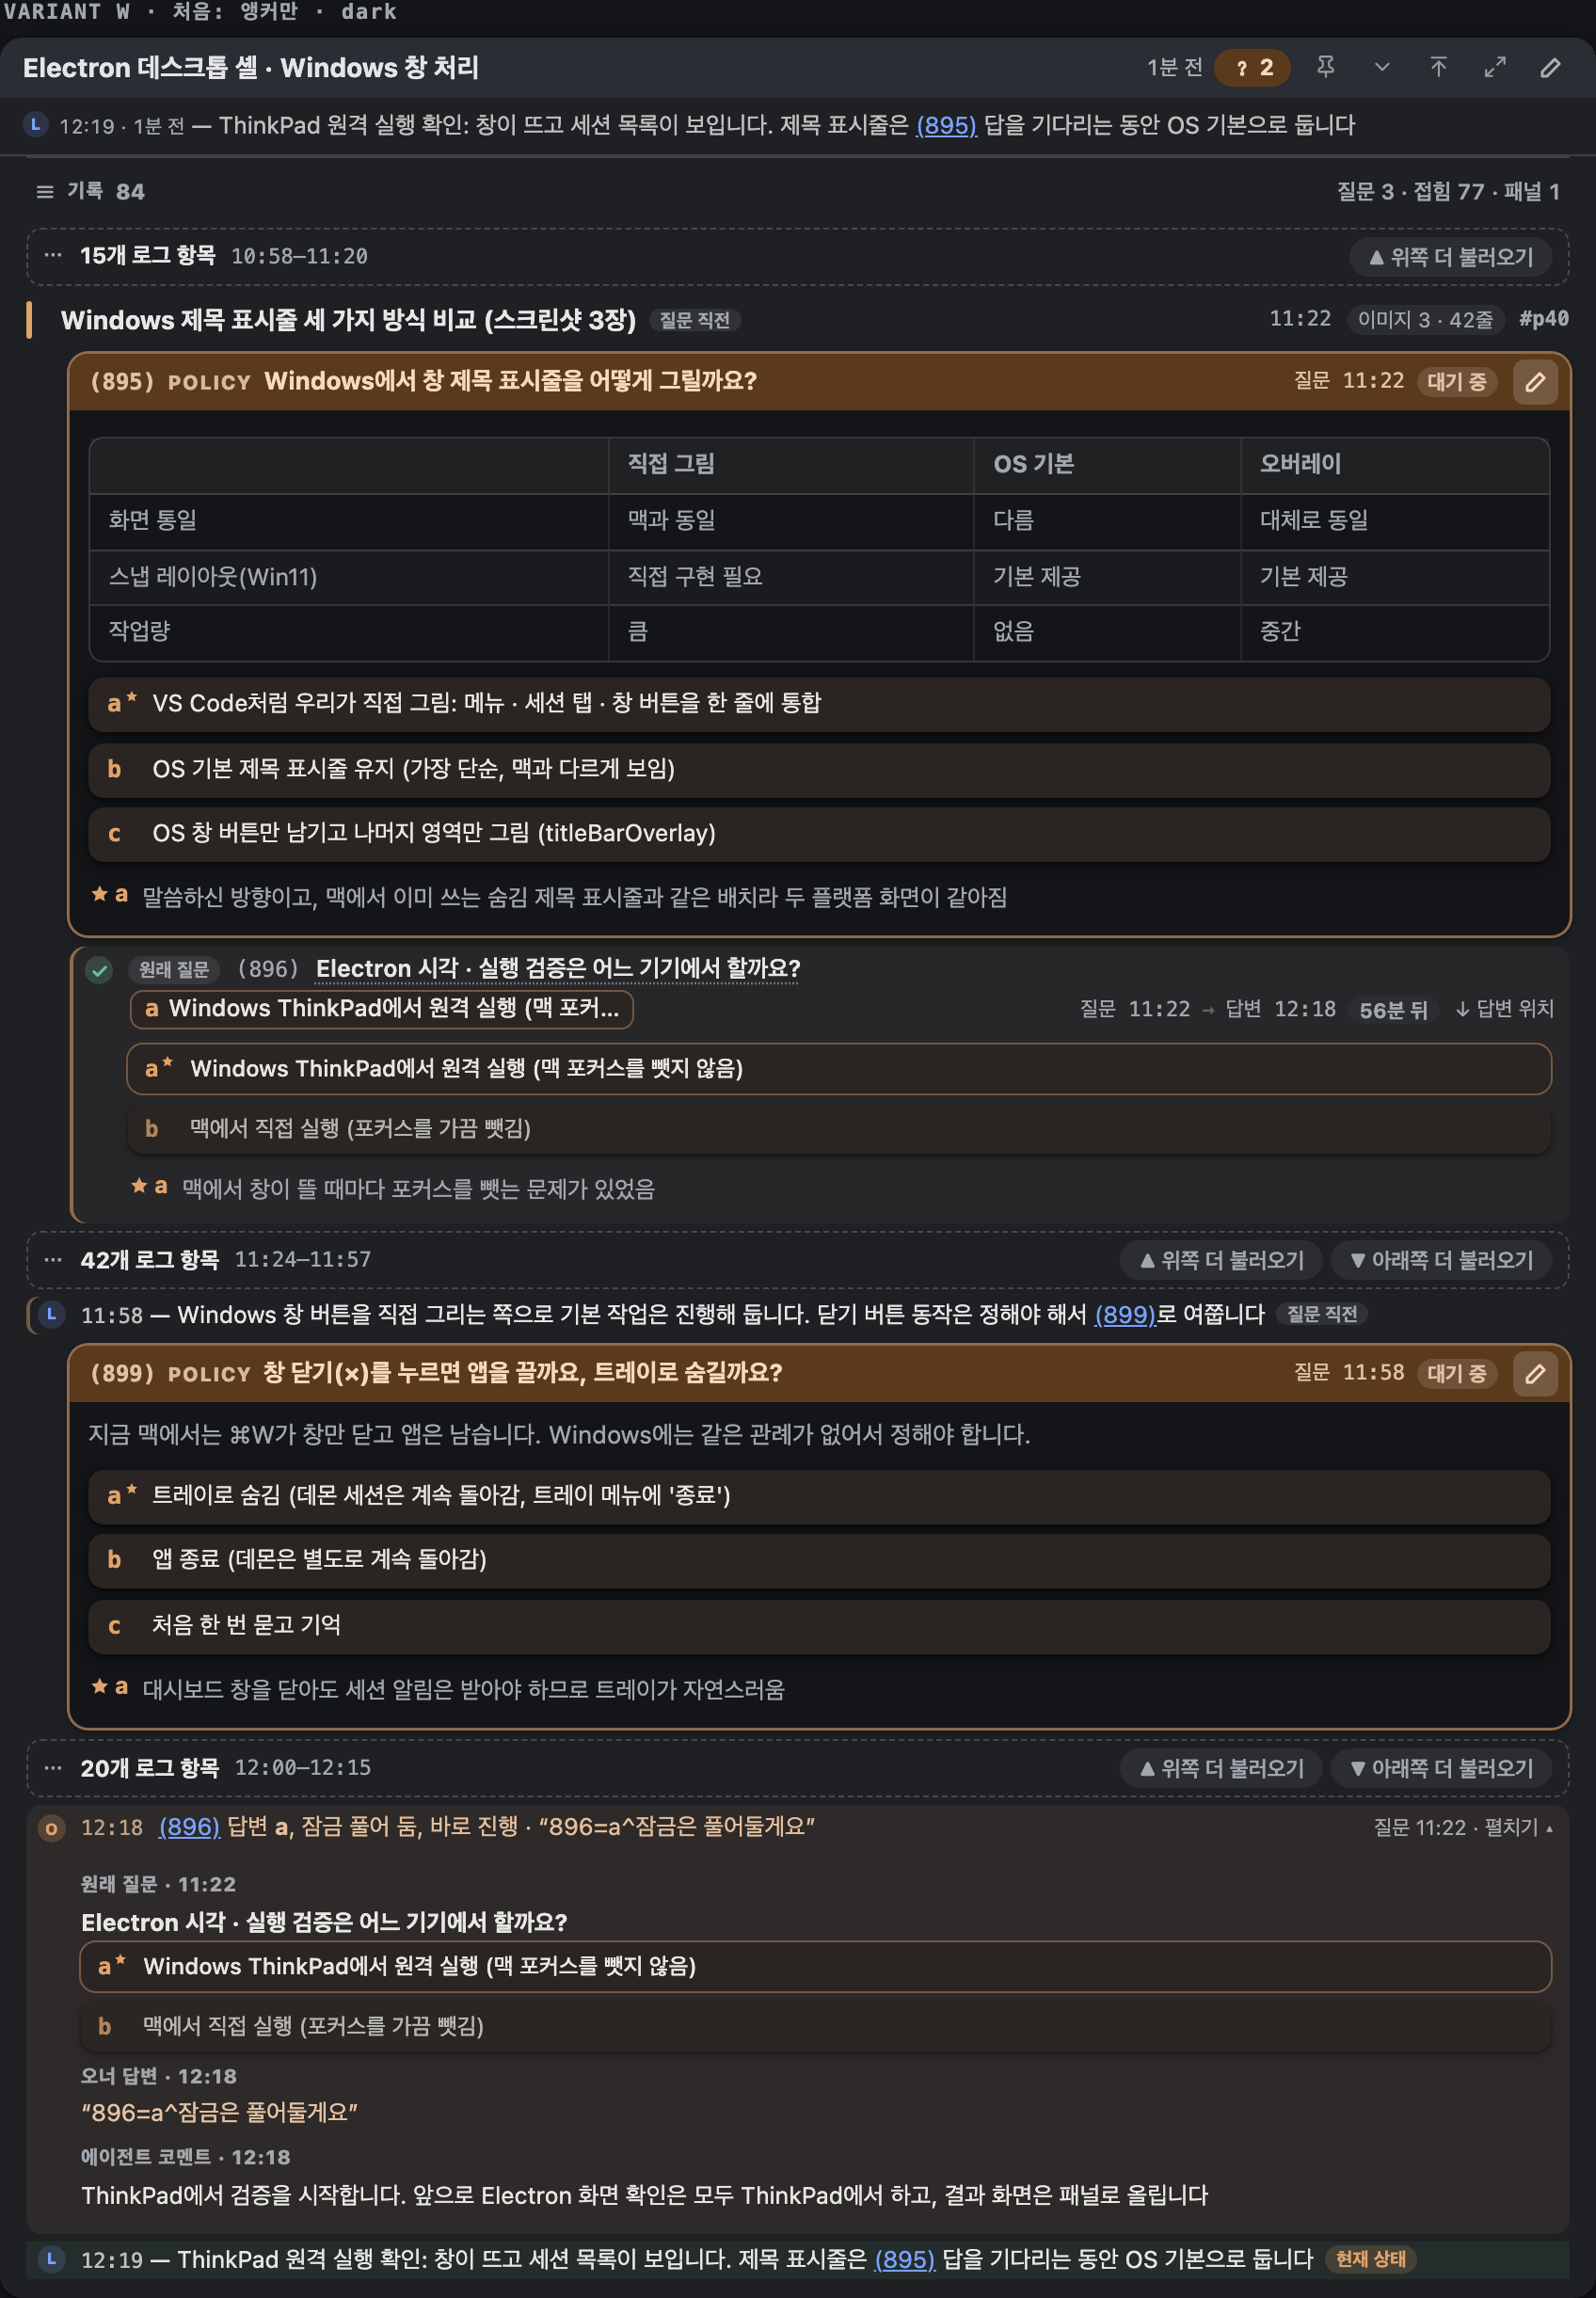 VARIANT W · 처음: 앵커만 · dark
Electron 데스크톱 셸 · Windows 창 처리 1분 전 ? 2
L 12:19 · 1분 전 — ThinkPad 원격 실행 확인: 창이 뜨고 세션 목록이 보입니다. 제목 표시줄은 (895) 답을 기다리는 동안 OS 기본으로 둡니다
≡ 기록 84 질문 3 · 접힘 77 · 패널 1
··· 15개 로그 항목 10:58–11:20 ▲ 위쪽 더 불러오기
Windows 제목 표시줄 세 가지 방식 비교 (스크린샷 3장) 질문 직전 11:22 이미지 3 · 42줄 #p40
(895) POLICY Windows에서 창 제목 표시줄을 어떻게 그릴까요? 질문 11:22 대기 중
직접 그림 OS 기본 오버레이
화면 통일 맥과 동일 다름 대체로 동일
스냅 레이아웃(Win11) 직접 구현 필요 기본 제공 기본 제공
작업량 큼 없음 중간
a★ VS Code처럼 우리가 직접 그림: 메뉴 · 세션 탭 · 창 버튼을 한 줄에 통합
b OS 기본 제목 표시줄 유지 (가장 단순, 맥과 다르게 보임)
c OS 창 버튼만 남기고 나머지 영역만 그림 (titleBarOverlay)
★ a 말씀하신 방향이고, 맥에서 이미 쓰는 숨김 제목 표시줄과 같은 배치라 두 플랫폼 화면이 같아짐
✓ 원래 질문 (896) Electron 시각 · 실행 검증은 어느 기기에서 할까요?
a Windows ThinkPad에서 원격 실행 (맥 포커... 질문 11:22 → 답변 12:18 56분 뒤 ↓ 답변 위치
a★ Windows ThinkPad에서 원격 실행 (맥 포커스를 뺏지 않음)
b 맥에서 직접 실행 (포커스를 가끔 뺏김)
★ a 맥에서 창이 뜰 때마다 포커스를 뺏는 문제가 있었음
··· 42개 로그 항목 11:24–11:57 ▲ 위쪽 더 불러오기 ▼ 아래쪽 더 불러오기
L 11:58 — Windows 창 버튼을 직접 그리는 쪽으로 기본 작업은 진행해 둡니다. 닫기 버튼 동작은 정해야 해서 (899)로 여쭙니다 질문 직전
(899) POLICY 창 닫기(×)를 누르면 앱을 끌까요, 트레이로 숨길까요? 질문 11:58 대기 중
지금 맥에서는 ⌘W가 창만 닫고 앱은 남습니다. Windows에는 같은 관례가 없어서 정해야 합니다.
a★ 트레이로 숨김 (데몬 세션은 계속 돌아감, 트레이 메뉴에 '종료')
b 앱 종료 (데몬은 별도로 계속 돌아감)
c 처음 한 번 묻고 기억
★ a 대시보드 창을 닫아도 세션 알림은 받아야 하므로 트레이가 자연스러움
··· 20개 로그 항목 12:00–12:15 ▲ 위쪽 더 불러오기 ▼ 아래쪽 더 불러오기
o 12:18 (896) 답변 a, 잠금 풀어 둠, 바로 진행 · “896=a^잠금은 풀어둘게요” 질문 11:22 · 펼치기 ▴
원래 질문 · 11:22
Electron 시각 · 실행 검증은 어느 기기에서 할까요?
a★ Windows ThinkPad에서 원격 실행 (맥 포커스를 뺏지 않음)
b 맥에서 직접 실행 (포커스를 가끔 뺏김)
오너 답변 · 12:18
“896=a^잠금은 풀어둘게요”
에이전트 코멘트 · 12:18
ThinkPad에서 검증을 시작합니다. 앞으로 Electron 화면 확인은 모두 ThinkPad에서 하고, 결과 화면은 패널로 올립니다
L 12:19 — ThinkPad 원격 실행 확인: 창이 뜨고 세션 목록이 보입니다. 제목 표시줄은 (895) 답을 기다리는 동안 OS 기본으로 둡니다 현재 상태